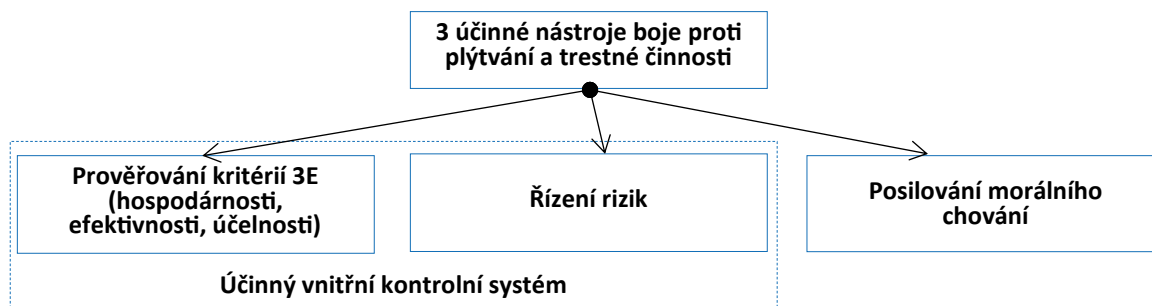 3 účinné nástroje boje proti
plýtvání a trestné činnosti
Prověřování kritérií 3E
(hospodárnosti,
efektivnosti, účelnosti)
Řízení rizik
Posilování morálního
chování
Účinný vnitřní kontrolní systém